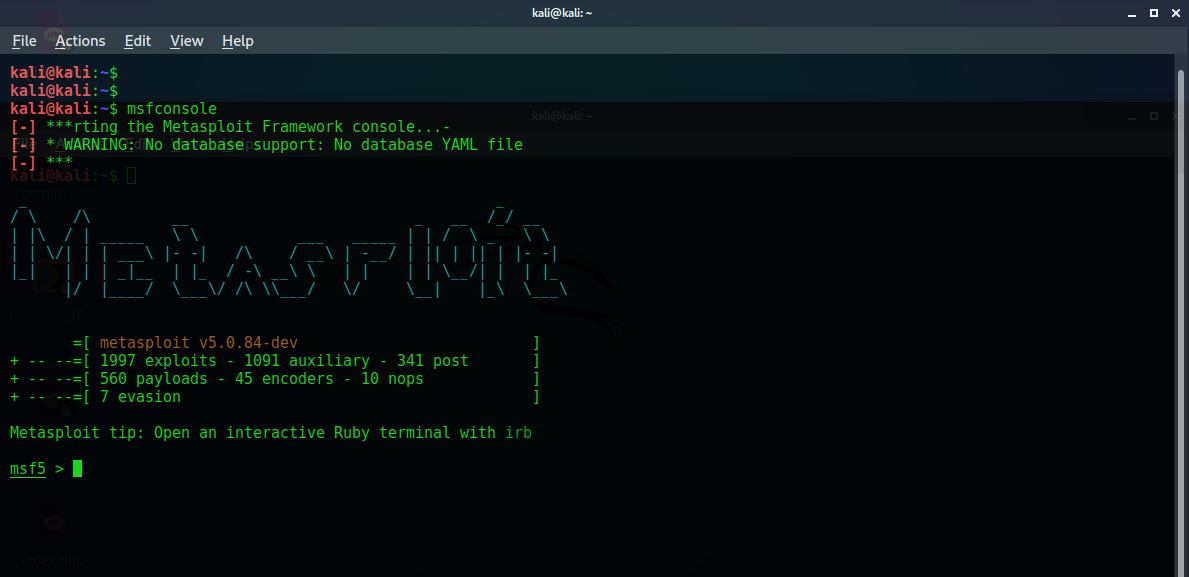 kali@kali: ~
File Actions Edit View Help
kali@kali:~$
kali@kali:~$
kali@kali:~$ msfconsole
[-] ***rting the Metasploit Framework console...-
[-] * WARNING: No database support: No database YAML file
[-] ***
kali@kali:~$
Metasploit
=[ metasploit v5.0.84-dev ]
+ -- --=[ 1997 exploits - 1091 auxiliary - 341 post ]
+ -- --=[ 560 payloads - 45 encoders - 10 nops ]
+ -- --=[ 7 evasion ]
Metasploit tip: Open an interactive Ruby terminal with irb
msf5 >